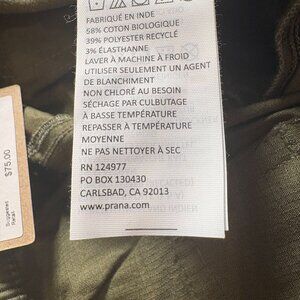 FABRIQUÉ EN INDE
58% COTON BIOLOGIQUE
39% POLYESTER RECYCLÉ
3% ÉLASTHANNE
LAVER À MACHINE À FROID
UTILISER SEULEMENT UN AGENT
DE BLANCHIMENT
NON CHLORÉ AU BESOIN
SÉCHAGE PAR CULBUTAGE
À BASSE TEMPÉRATURE
REPASSER À TEMPÉRATURE
MOYENNE
NE PAS NETTOYER À SEC
RN 124977
PO BOX 130430
CARLSBAD, CA 92013
www.prana.com
$75.00
Suggested
Retail